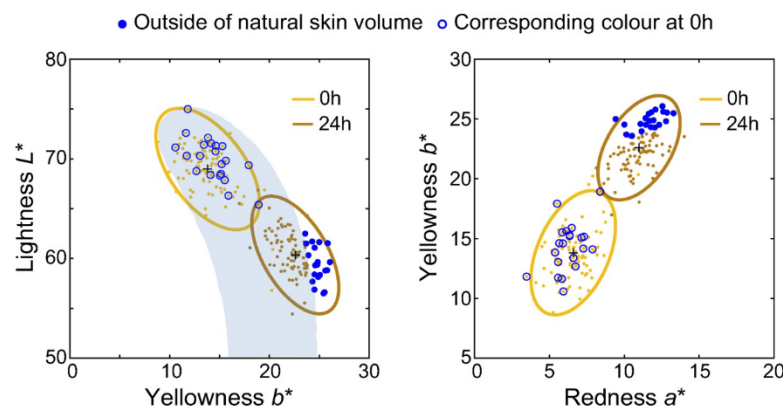 Outside of natural skin volume
Corresponding colour at 0h
80
70
60
50
0
10
20
30
Lightness L*
Yellowness b*
0h
24h
30
25
20
15
10
5
0
5
10
15
20
Yellowness b*
Redness a*
0h
24h